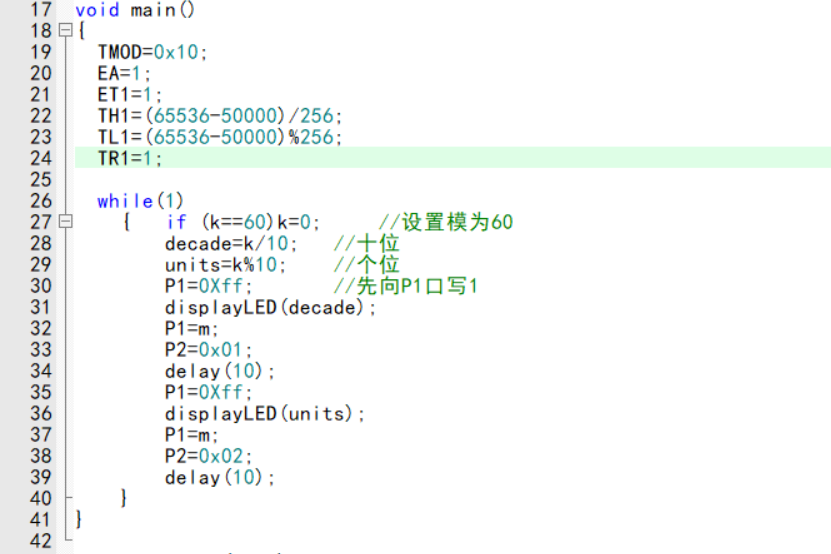 17 void main()
18 {
19 TMOD=0x10;
20 EA=1;
21 ET1=1;
22 TH1=(65536-50000)/256;
23 TL1=(65536-50000)%256;
24 TR1=1;
25
26 while(1)
27 { if (k==60)k=0; //设置模为60
28 decade=k/10; //十位
29 units=k%10; //个位
30 P1=0Xff; //先向P1口写1
31 displayLED(decade);
32 P1=m;
33 P2=0x01;
34 delay(10);
35 P1=0Xff;
36 displayLED(units);
37 P1=m;
38 P2=0x02;
39 delay(10);
40 }
41 }
42